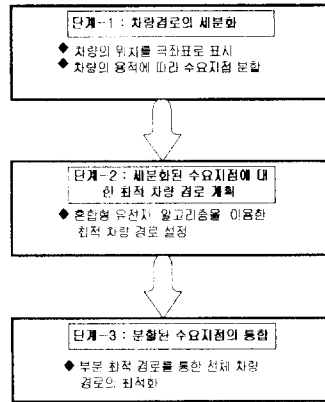 단계-1 : 차량경로의 세분화
◆ 차량의 위치를 극좌표로 표시
◆ 차량의 용적에 따라 수요지점 분할
단계-2 : 세분화된 수요지점에 대
한 최적 차량 경로 계획
◆ 혼합형 유전자 알고리즘을 이용한
최적 차량 경로 설정
단계-3 : 분할된 수요지점의 통합
◆ 부분 최적 경로를 통한 전체 차량
경로의 최적화